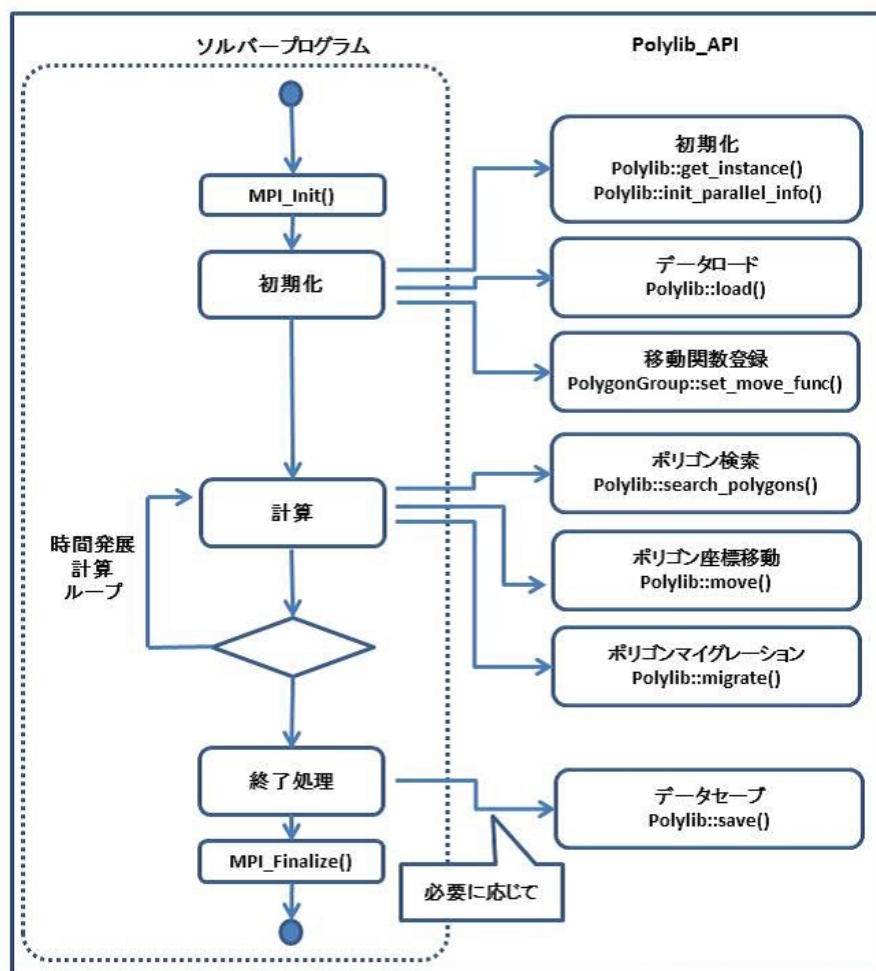 ソルバープログラム
Polylib_API
MPI_Init()
初期化
初期化
Polylib::get_instance()
Polylib::init_parallel_info()
データロード
Polylib::load()
移動関数登録
PolygonGroup::set_move_func()
計算
時間発展
計算
ループ
ポリゴン検索
Polylib::search_polygons()
ポリゴン座標移動
Polylib::move()
ポリゴンマイグレーション
Polylib::migrate()
終了処理
データセーブ
Polylib::save()
MPI_Finalize()
必要に応じて